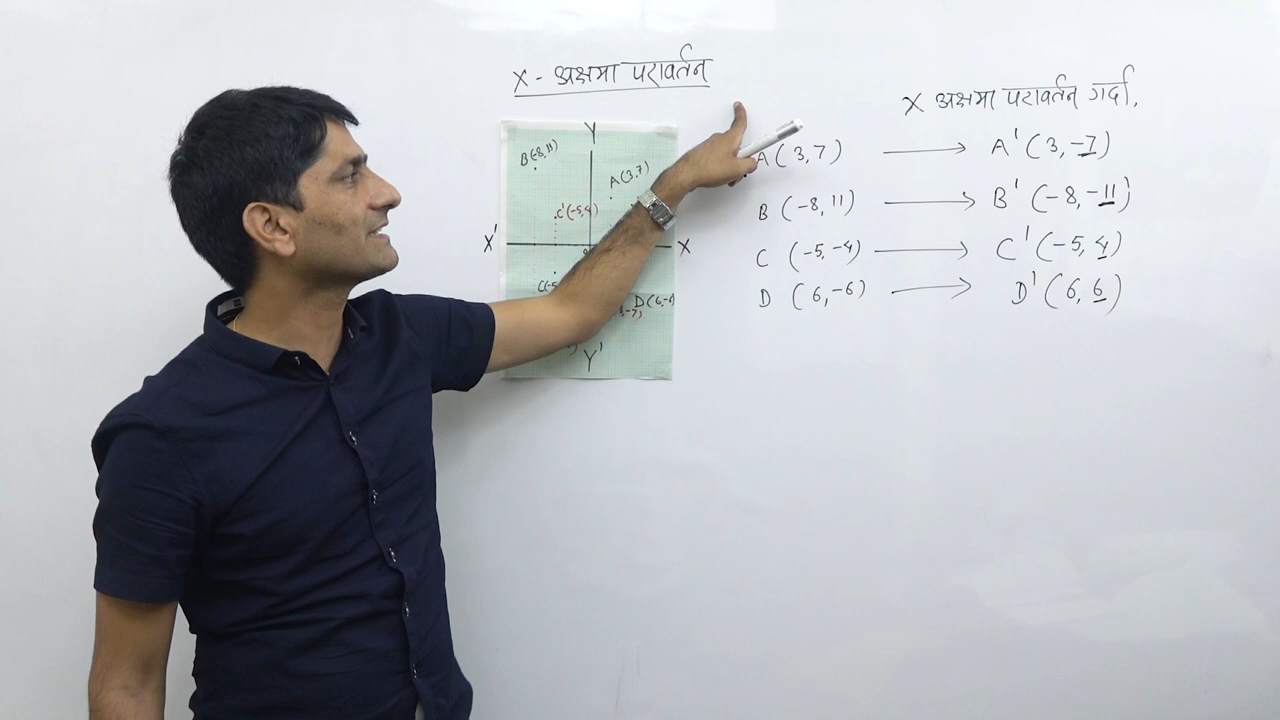 X - अक्षमा परावर्तन
X अक्षमा परावर्तन गर्दा,
A (3, 7) → A' (3, -7)
B (-8, 11) → B' (-8, -11)
C (-5, -4) → C' (-5, 4)
D (6, -6) → D' (6, 6)
Y
B(-8, 11)
A (3, 7)
C' (-5, 4)
X'
X
C(-5
D (6, -6)
Y'